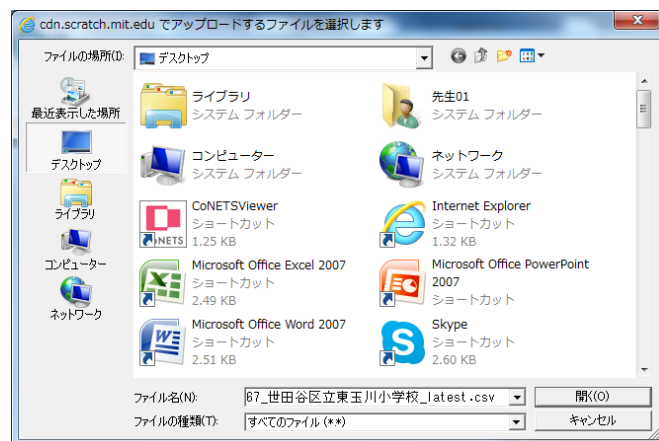 cdn.scratch.mit.edu でアップロードするファイルを選択します
ファイルの場所(I):
デスクトップ
最近表示した場所
デスクトップ
ライブラリ
コンピューター
ネットワーク
ライブラリ
システム フォルダー
先生01
システム フォルダー
コンピューター
システム フォルダー
ネットワーク
システム フォルダー
CoNETSViewer
ショートカット
1.25 KB
Internet Explorer
ショートカット
1.32 KB
Microsoft Office Excel 2007
ショートカット
2.49 KB
Microsoft Office PowerPoint
2007
ショートカット
Microsoft Office Word 2007
ショートカット
2.51 KB
Skype
ショートカット
2.60 KB
ファイル名(N):
67_世田谷区立東玉川小学校_latest.csv
開く(O)
ファイルの種類(T):
すべてのファイル (*.*)
キャンセル